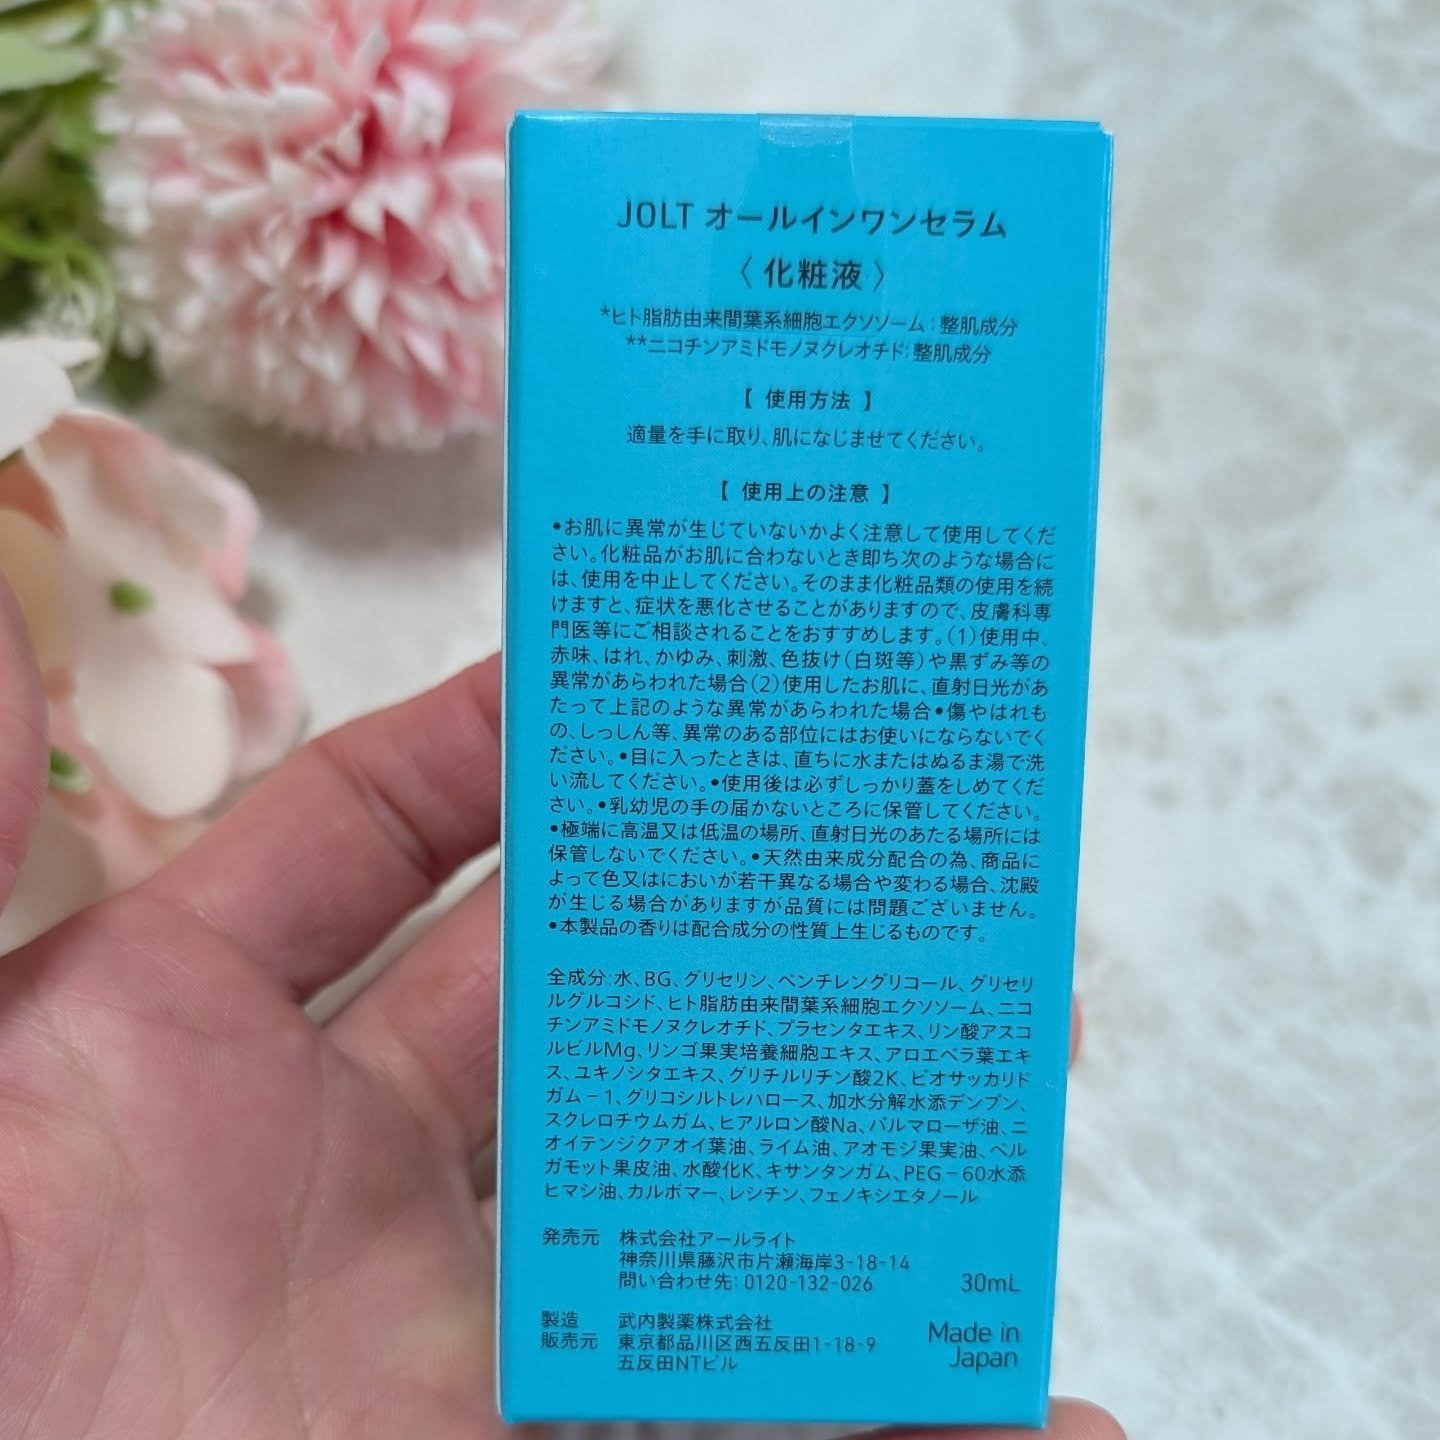 JOLT オールインワンセラム
〈 化粧液 〉
*ヒト脂肪由来間葉系細胞エクソソーム：整肌成分
**ニコチンアミドモノヌクレオチド：整肌成分
【 使用方法 】
適量を手に取り、肌になじませてください。
【 使用上の注意 】
•お肌に異常が生じていないかよく注意して使用してくだ
さい。化粧品がお肌に合わないとき即ち次のような場合に
は、使用を中止してください。そのまま化粧品類の使用を続
けますと、症状を悪化させることがありますので、皮膚科専
門医等にご相談されることをおすすめします。（1）使用中、
赤味、はれ、かゆみ、刺激、色抜け（白斑等）や黒ずみ等の
異常があらわれた場合（2）使用したお肌に、直射日光があ
たって上記のような異常があらわれた場合•傷やはれも
の、しっしん等、異常のある部位にはお使いにならないでく
ださい。•目に入ったときは、直ちに水またはぬるま湯で洗
い流してください。•使用後は必ずしっかり蓋をしめてくだ
さい。•乳幼児の手の届かないところに保管してください。
•極端に高温又は低温の場所、直射日光のあたる場所には
保管しないでください。•天然由来成分配合の為、商品に
よって色又はにおいが若干異なる場合や変わる場合、沈殿
が生じる場合がありますが品質には問題ございません。
•本製品の香りは配合成分の性質上生じるものです。
全成分：水、BG、グリセリン、ペンチレングリコール、グリセリ
ルグルコシド、ヒト脂肪由来間葉系細胞エクソソーム、ニコ
チンアミドモノヌクレオチド、プラセンタエキス、リン酸アスコ
ルビルMg、リンゴ果実培養細胞エキス、アロエベラ葉エキ
ス、ユキノシタエキス、グリチルリチン酸2K、ビオサッカリド
ガム－1、グリコシルトレハロース、加水分解水添デンプン、
スクレロチウムガム、ヒアルロン酸Na、パルマローザ油、ニ
オイテンジクアオイ葉油、ライム油、アオモジ果実油、ベル
ガモット果皮油、水酸化K、キサンタンガム、PEG－60水添
ヒマシ油、カルボマー、レシチン、フェノキシエタノール
発売元 株式会社アールライト
神奈川県藤沢市片瀬海岸3-18-14
問い合わせ先：0120-132-026 30mL
製造 武内製薬株式会社
販売元 東京都品川区西五反田1-18-9
五反田NTビル
Made in
Japan